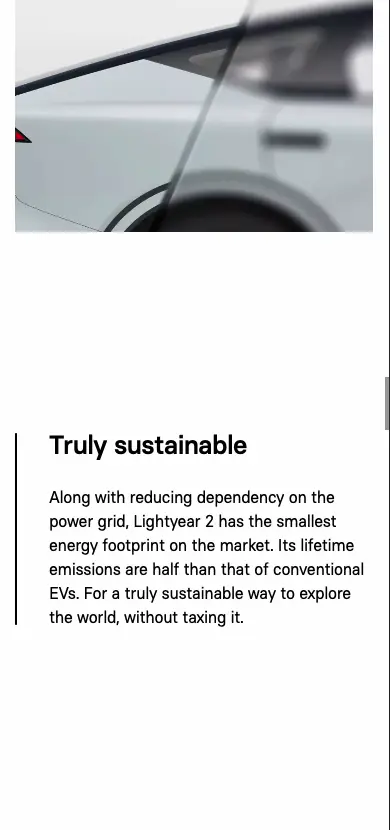 Truly sustainable
Along with reducing dependency on the
power grid, Lightyear 2 has the smallest
energy footprint on the market. Its lifetime
emissions are half than that of conventional
EVs. For a truly sustainable way to explore
the world, without taxing it.